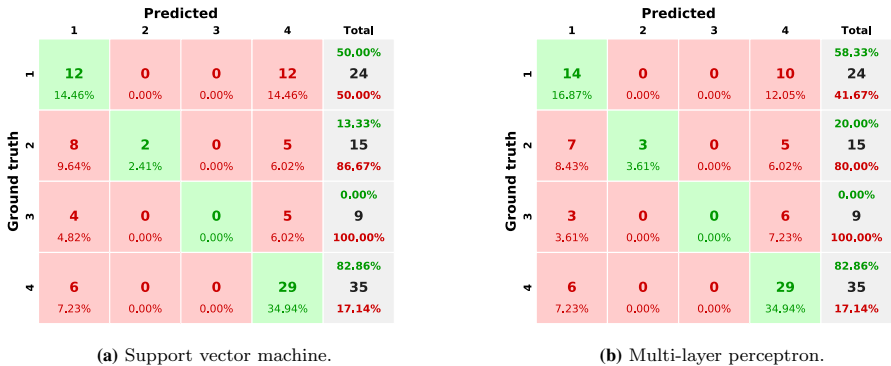 Predicted
1 2 3 4 Total
Ground truth
1
12 0 0 12 50,00% 24 50,00%
14.46% 0.00% 0.00% 14.46%
2
8 2 0 5 13,33% 15 86,67%
9.64% 2.41% 0.00% 6.02%
3
4 0 0 5 0.00% 9 100,00%
4.82% 0.00% 0.00% 6.02%
4
6 0 0 29 82.86% 35 17,14%
7.23% 0.00% 0.00% 34.94%
(a) Support vector machine.
Predicted
1 2 3 4 Total
Ground truth
1
14 0 0 10 58,33% 24 41,67%
16.87% 0.00% 0.00% 12.05%
2
7 3 0 5 20,00% 15 80,00%
8.43% 3.61% 0.00% 6.02%
3
3 0 0 6 0.00% 9 100,00%
3.61% 0.00% 0.00% 7.23%
4
6 0 0 29 82.86% 35 17,14%
7.23% 0.00% 0.00% 34.94%
(b) Multi-layer perceptron.